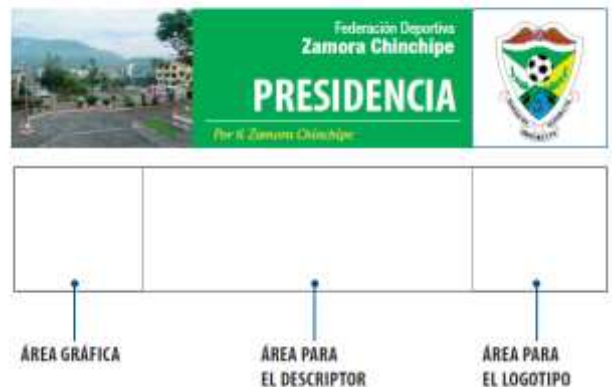 Federación Deportiva
Zamora Chinchipe
PRESIDENCIA
Por ti Zamora Chinchipe
ÁREA GRÁFICA
ÁREA PARA
EL DESCRIPTOR
ÁREA PARA
EL LOGOTIPO